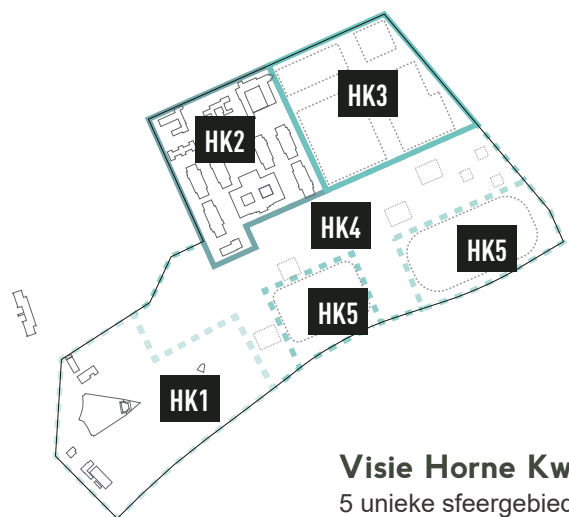 HK3
HK2
HK4
HK5
HK5
HK1
Visie Horne Kw
5 unieke sfeergebied